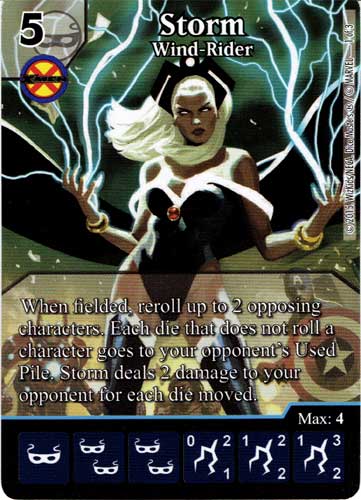 5
Storm
Wind-Rider
X-MEN
When fielded, reroll up to 2 opposing
characters. Each die that does not roll a
character goes to your opponent's Used
Pile. Storm deals 2 damage to your
opponent for each die moved.
Max: 4
0 2
1
1 2
2
1 3
2